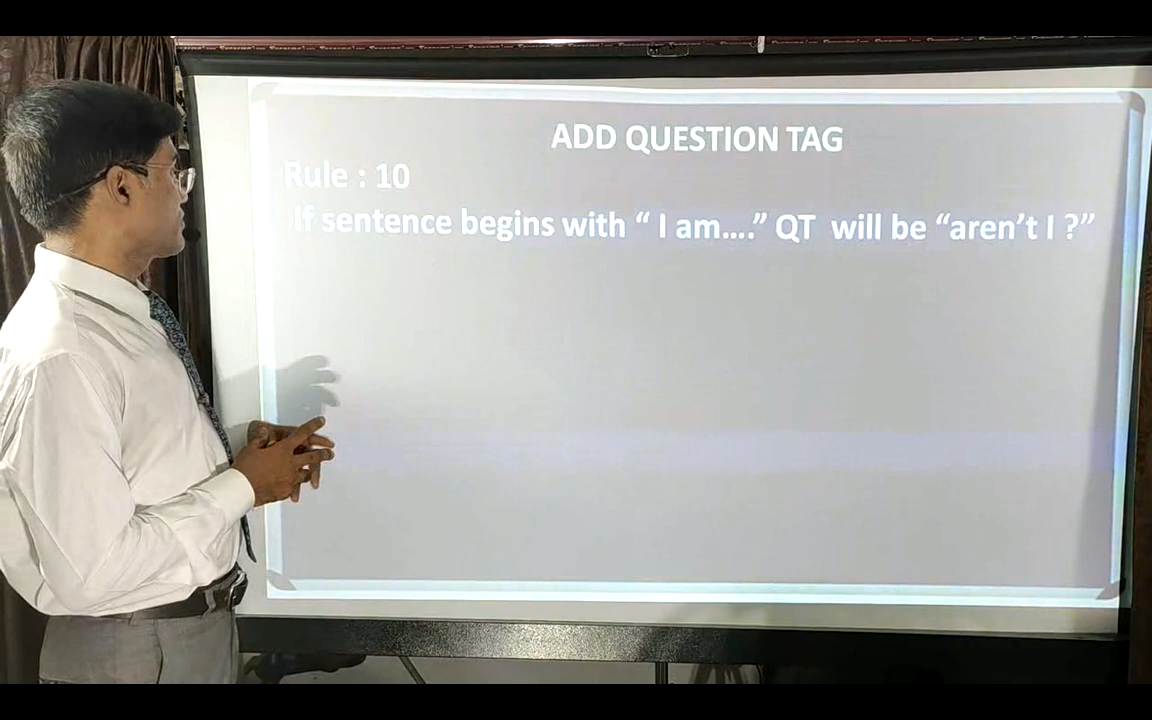 ADD QUESTION TAG
Rule : 10
If sentence begins with “ I am....” QT will be “aren’t I ?”